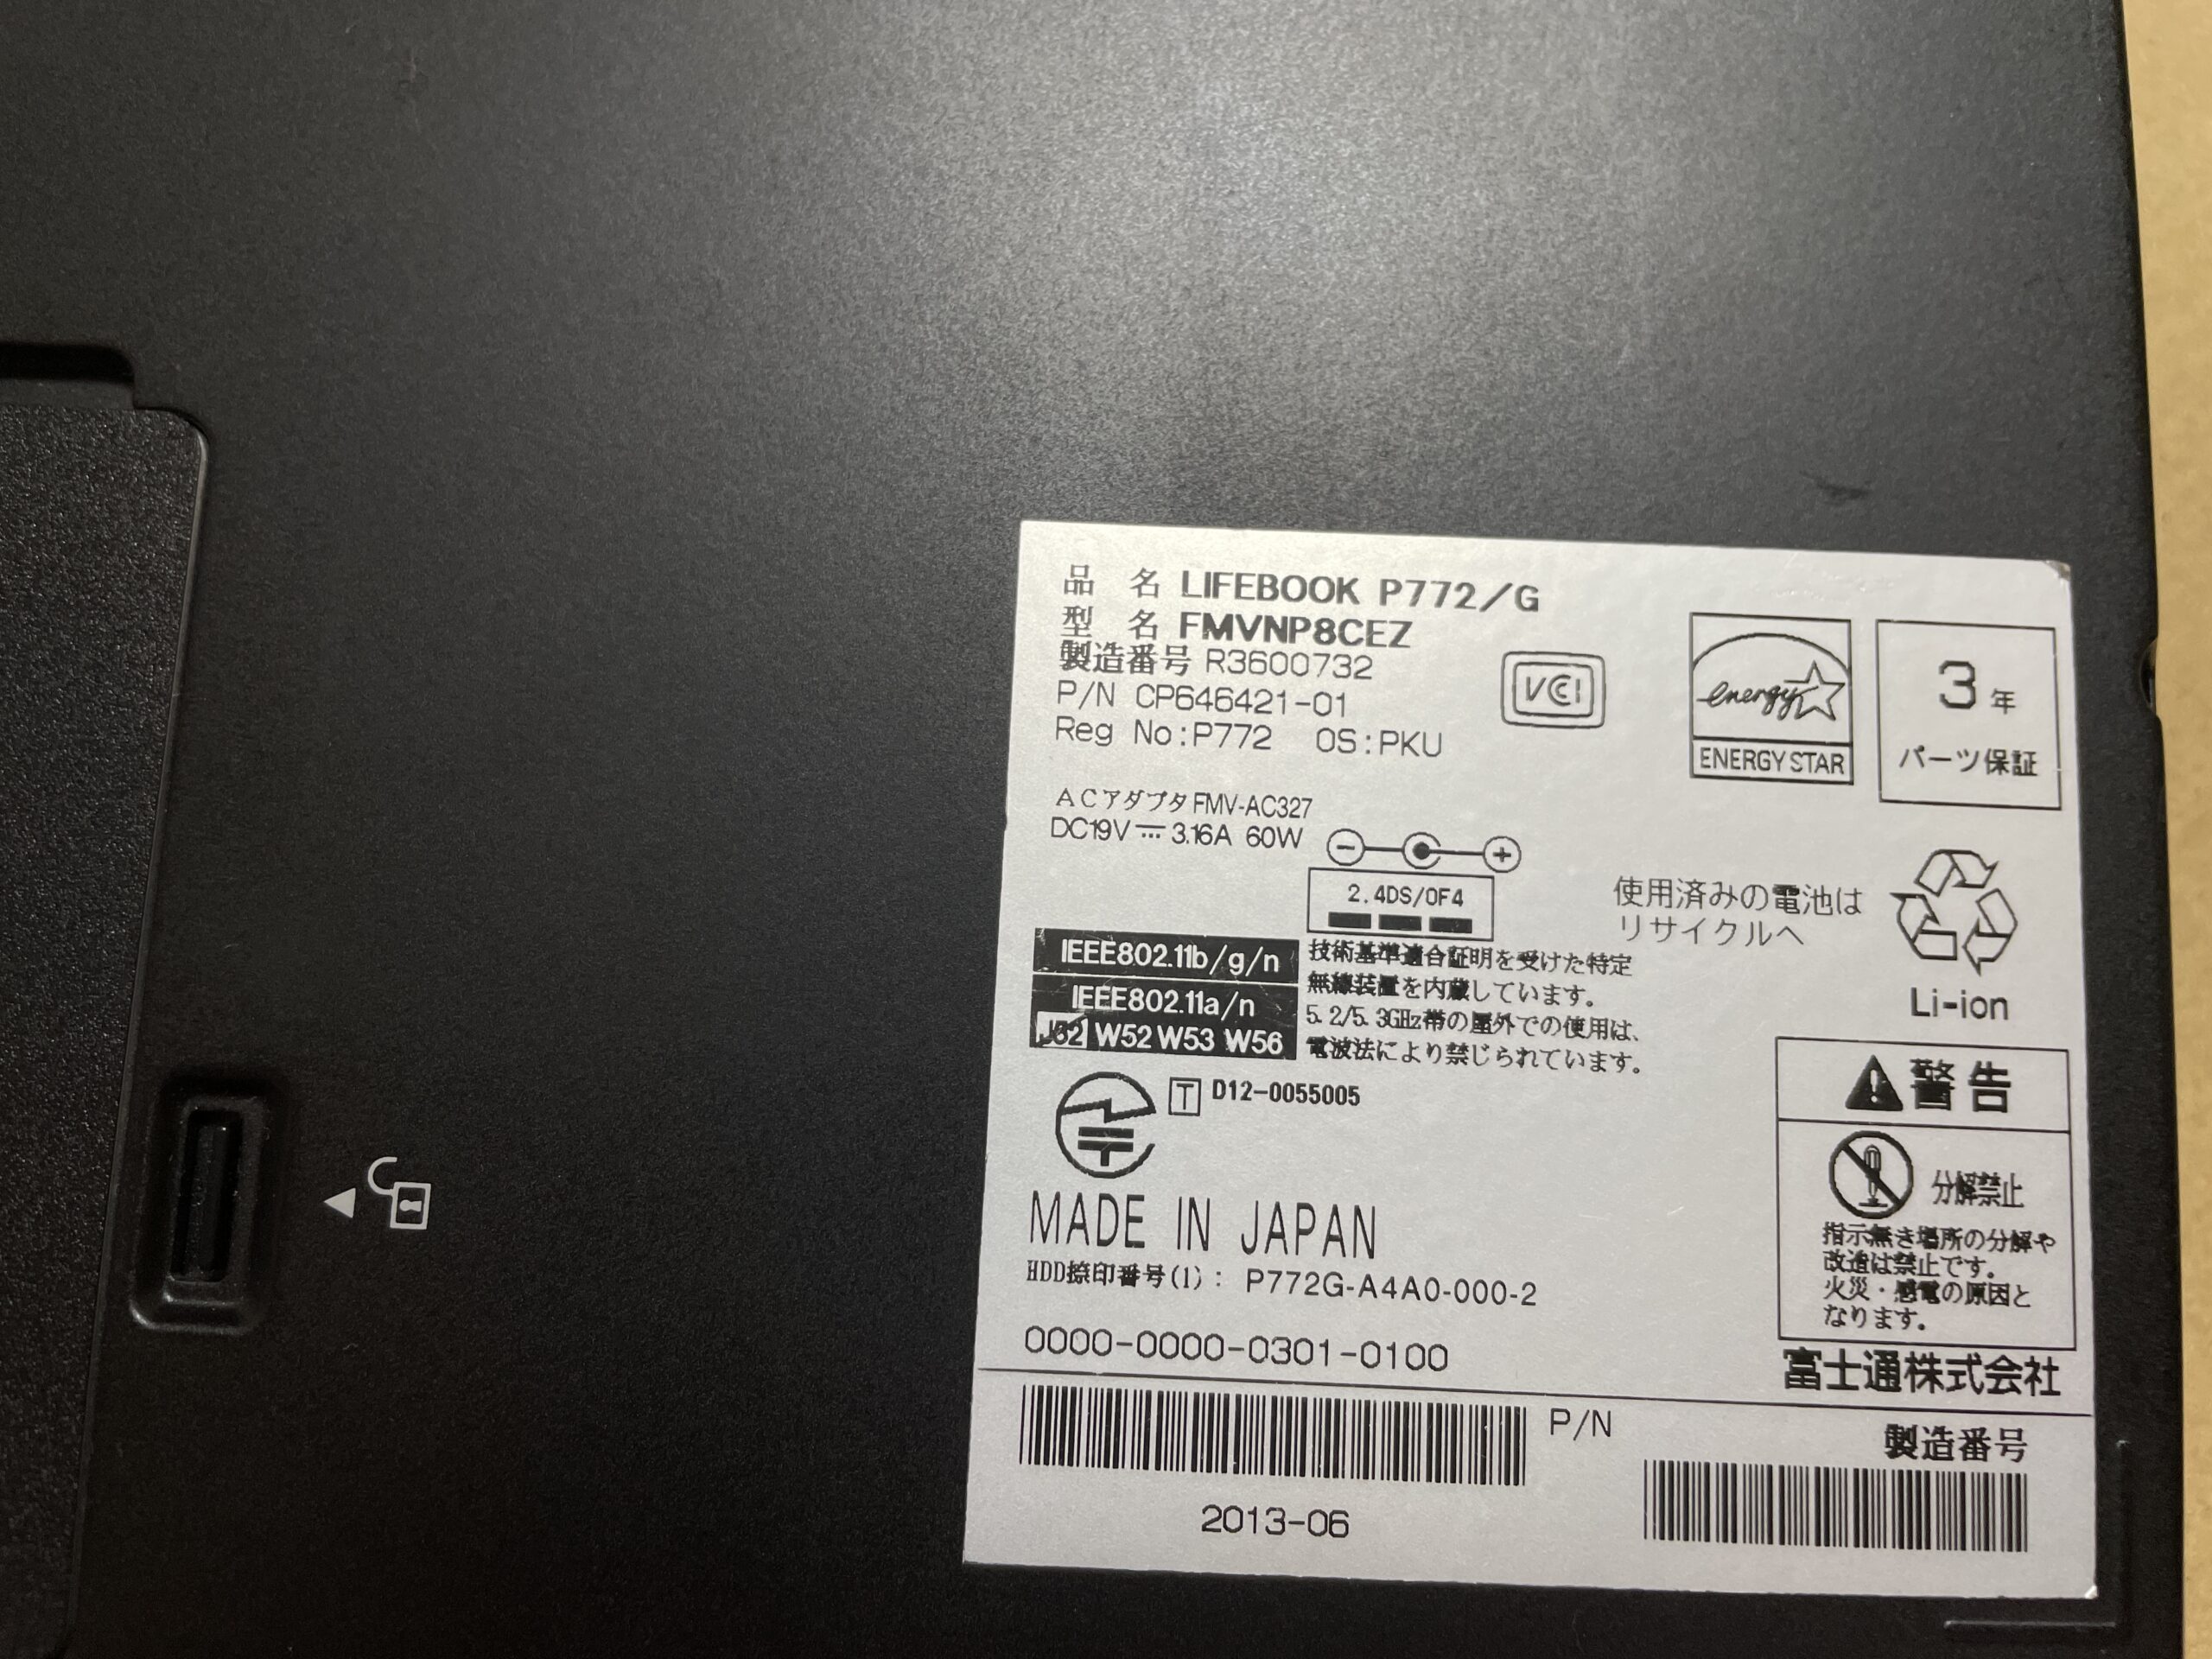 品 名 LIFEBOOK P772/G
型 名 FMVNP8CEZ
製造番号 R3600732
P/N CP646421-01
Reg No:P772 OS:PKU
VCI
energy
ENERGY STAR
3年
パーツ保証
ACアダプタ FMV-AC327
DC19V 3.16A 60W
- +
2.4DS/OF4
使用済みの電池は
リサイクルへ
Li-ion
IEEE802.11b/g/n
IEEE802.11a/n
J52 W52 W53 W56
技術基準適合証明を受けた特定
無線装置を内蔵しています。
5.2/5.3GHz帯の屋外での使用は、
電波法により禁じられています。
T D12-0055005
警告
分解禁止
指示無き場所の分解や
改造は禁止です。
火災・感電の原因と
なります。
MADE IN JAPAN
HDD捺印番号(1): P772G-A4A0-000-2
0000-0000-0301-0100
富士通株式会社
P/N
製造番号
2013-06